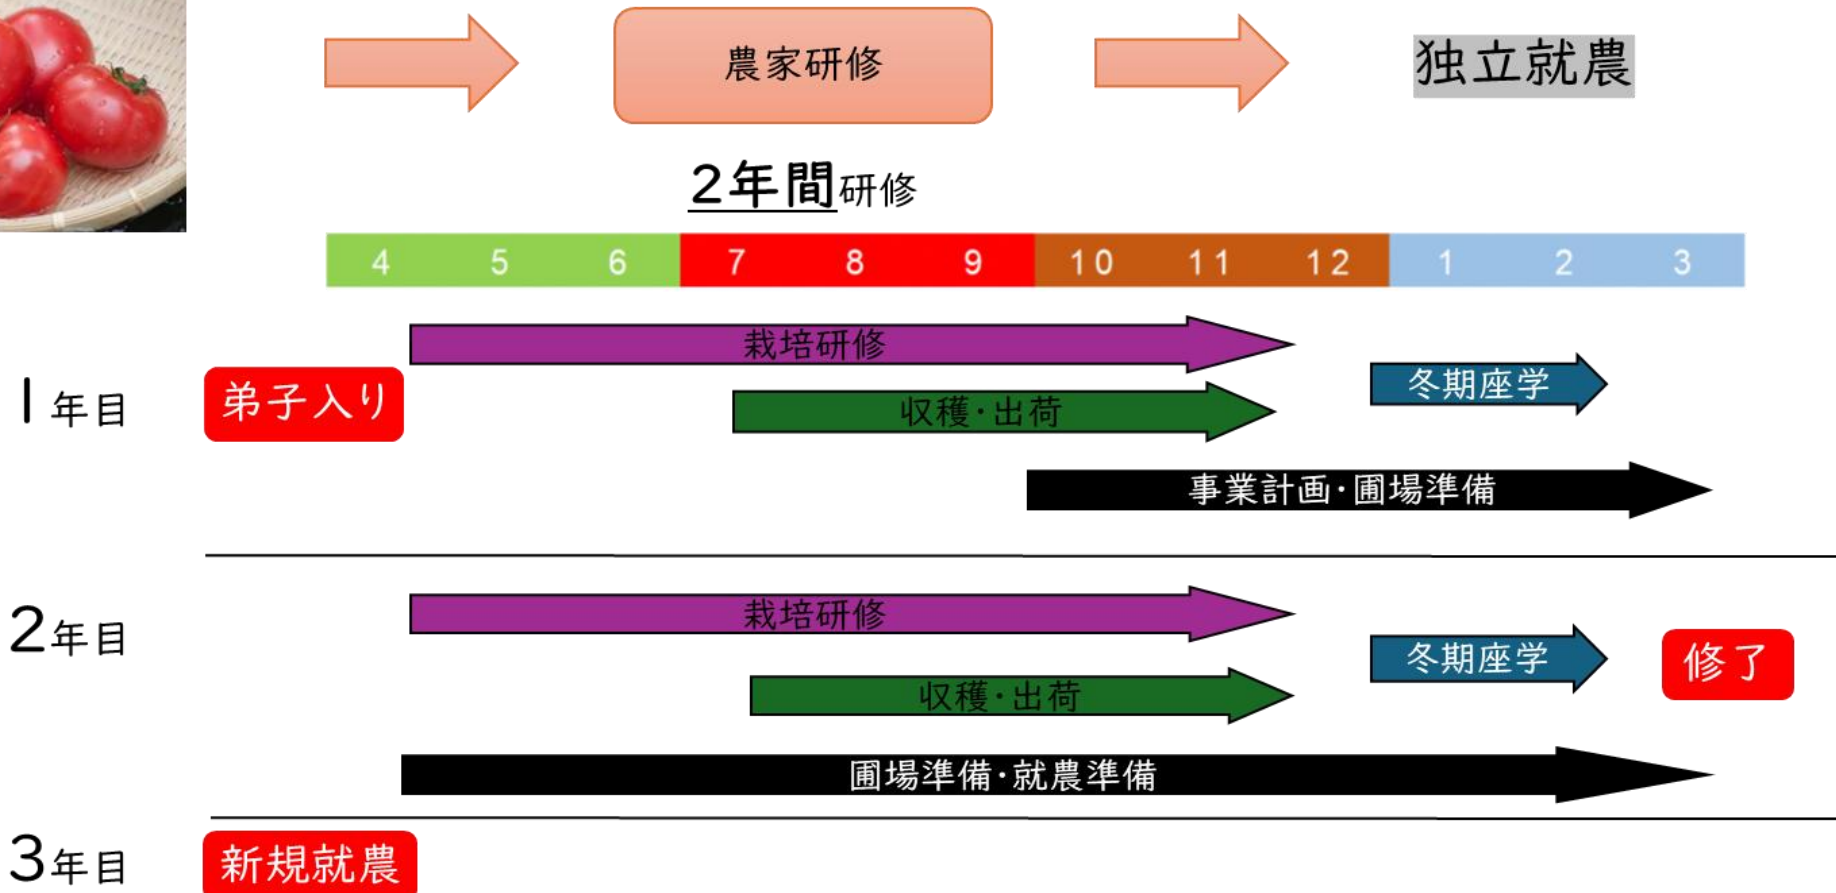 農家研修
独立就農
2年間研修
4 5 6 7 8 9 10 11 12 1 2 3
1年目
弟子入り
栽培研修
収穫・出荷
冬期座学
事業計画・圃場準備
2年目
栽培研修
収穫・出荷
冬期座学
修了
圃場準備・就農準備
3年目
新規就農